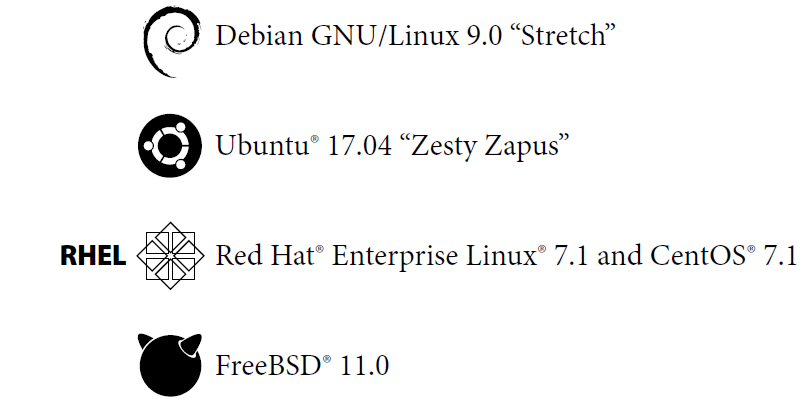 Debian GNU/Linux 9.0 “Stretch”
Ubuntu® 17.04 “Zesty Zapus”
RHEL Red Hat® Enterprise Linux® 7.1 and CentOS® 7.1
FreeBSD® 11.0